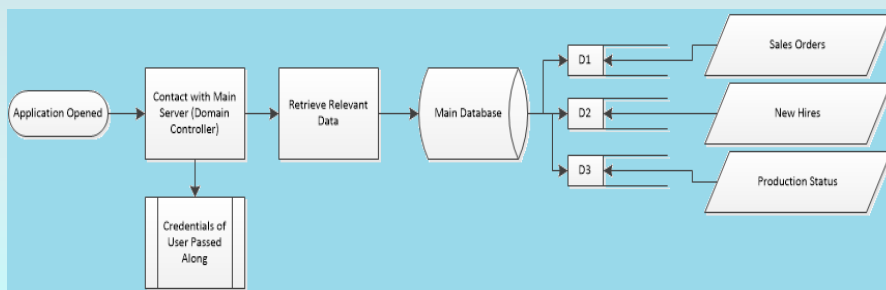 Application Opened
Contact with Main
Server (Domain
Controller)
Credentials of
User Passed
Along
Retrieve Relevant
Data
Main Database
D1
D2
D3
Sales Orders
New Hires
Production Status